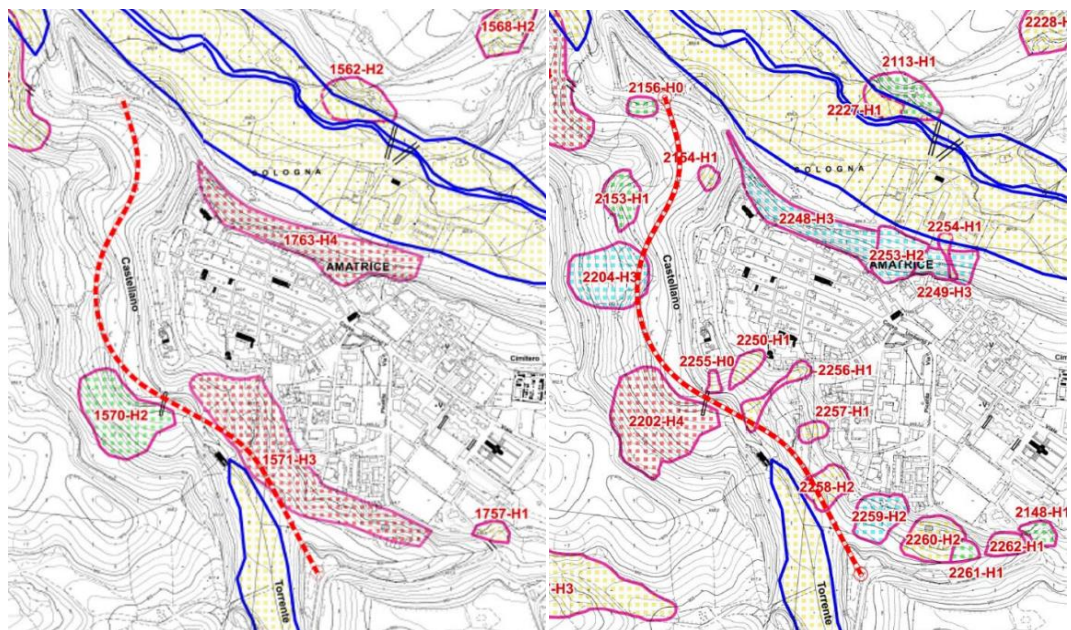 1568-H2
1562-H2
COLOGNA
1763-H4
AMATRICE
Castellano
Cimitero
1570-H2
1571-H3
1757-H1
Torrente
2228-H
2113-H1
2156-H0
2227-H1
2154-H1
COLOGNA
2153-H1
2248-H3
2254-H1
2253-H2
AMATRICE
2204-H3
2249-H3
Castellano
2250-H1
2255-H0
2256-H1
2202-H4
2257-H1
2258-H2
2259-H2
2148-H1
2260-H2
2262-H1
2261-H1
-H3
Torrente